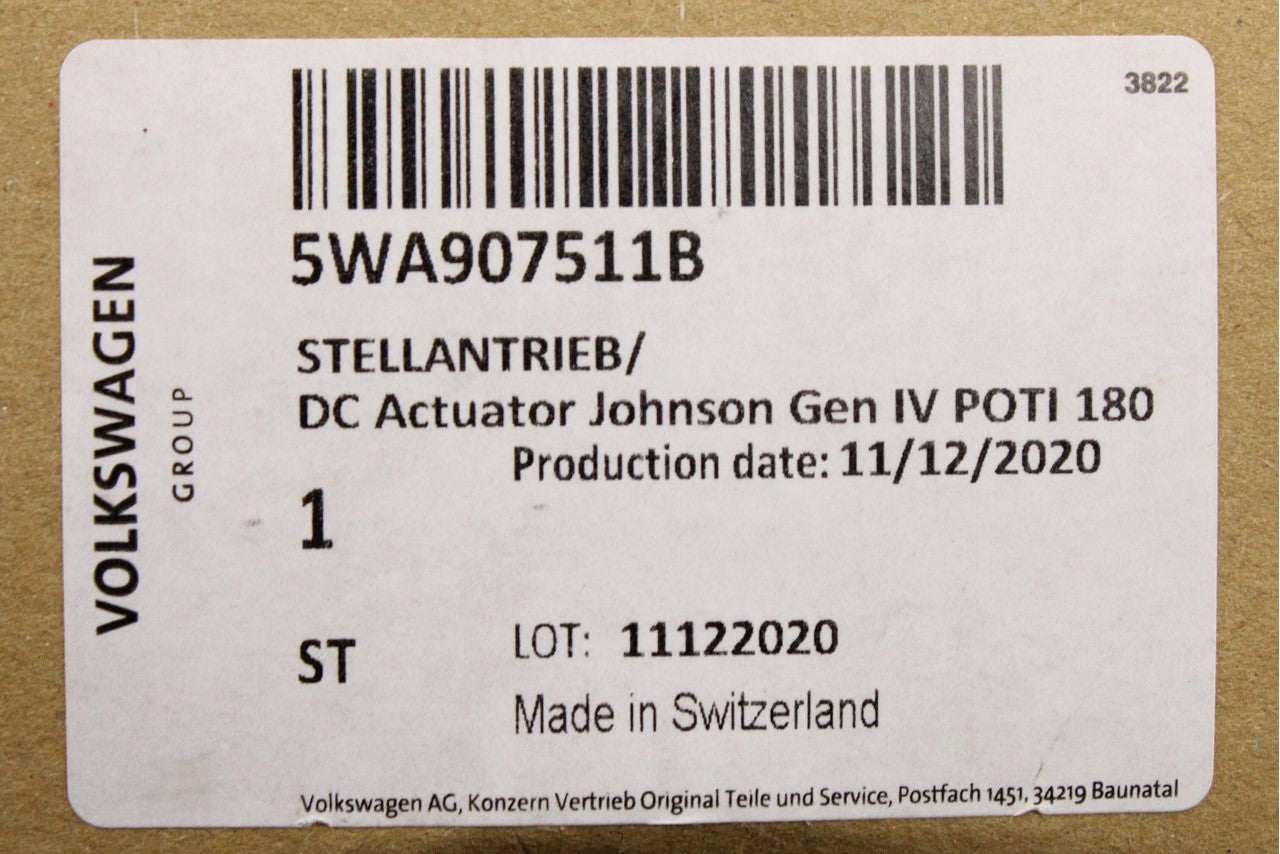 3822
5WA907511B
STELLANTRIEB/
DC Actuator Johnson Gen IV POTI 180
Production date: 11/12/2020
1
ST
LOT: 11122020
Made in Switzerland
Volkswagen AG, Konzern Vertrieb Original Teile und Service, Postfach 1451, 34219 Baunatal
VOLKSWAGEN
GROUP